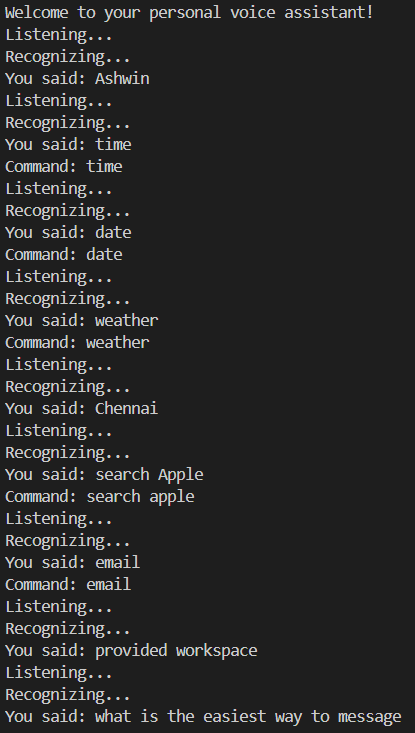 Welcome to your personal voice assistant!
Listening...
Recognizing...
You said: Ashwin
Listening...
Recognizing...
You said: time
Command: time
Listening...
Recognizing...
You said: date
Command: date
Listening...
Recognizing...
You said: weather
Command: weather
Listening...
Recognizing...
You said: Chennai
Listening...
Recognizing...
You said: search Apple
Command: search apple
Listening...
Recognizing...
You said: email
Command: email
Listening...
Recognizing...
You said: provided workspace
Listening...
Recognizing...
You said: what is the easiest way to message